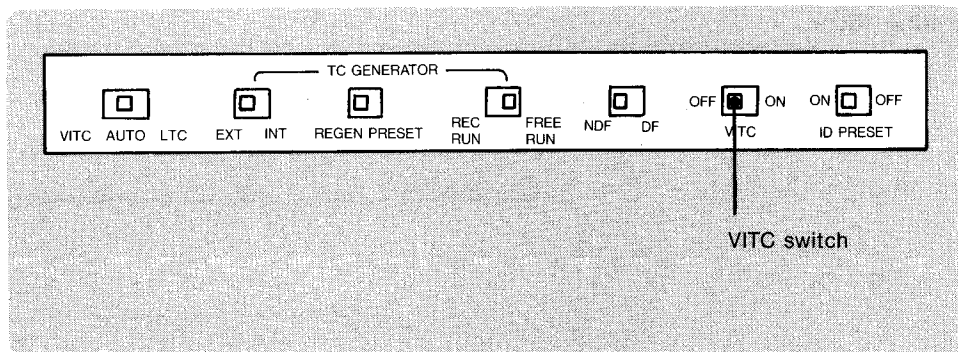 TC GENERATOR
OFF ON ON OFF
VITC AUTO LTC EXT INT REGEN PRESET REC RUN FREE RUN NDF DF VITC ID PRESET
VITC switch